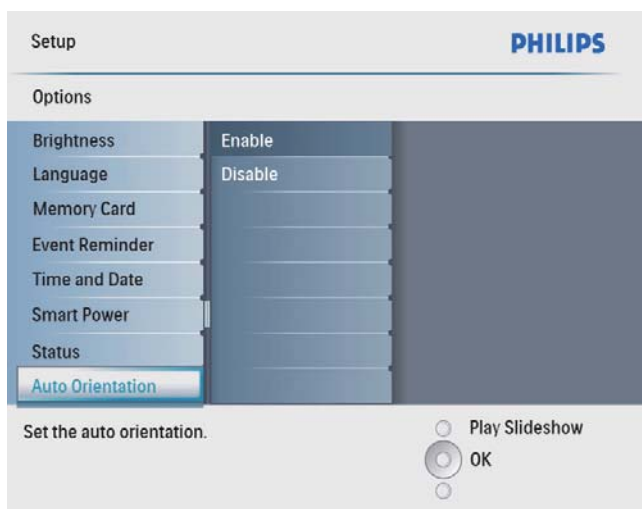 Setup
PHILIPS
Options
Brightness
Enable
Language
Disable
Memory Card
Event Reminder
Time and Date
Smart Power
Status
Auto Orientation
Set the auto orientation.
Play Slideshow
OK